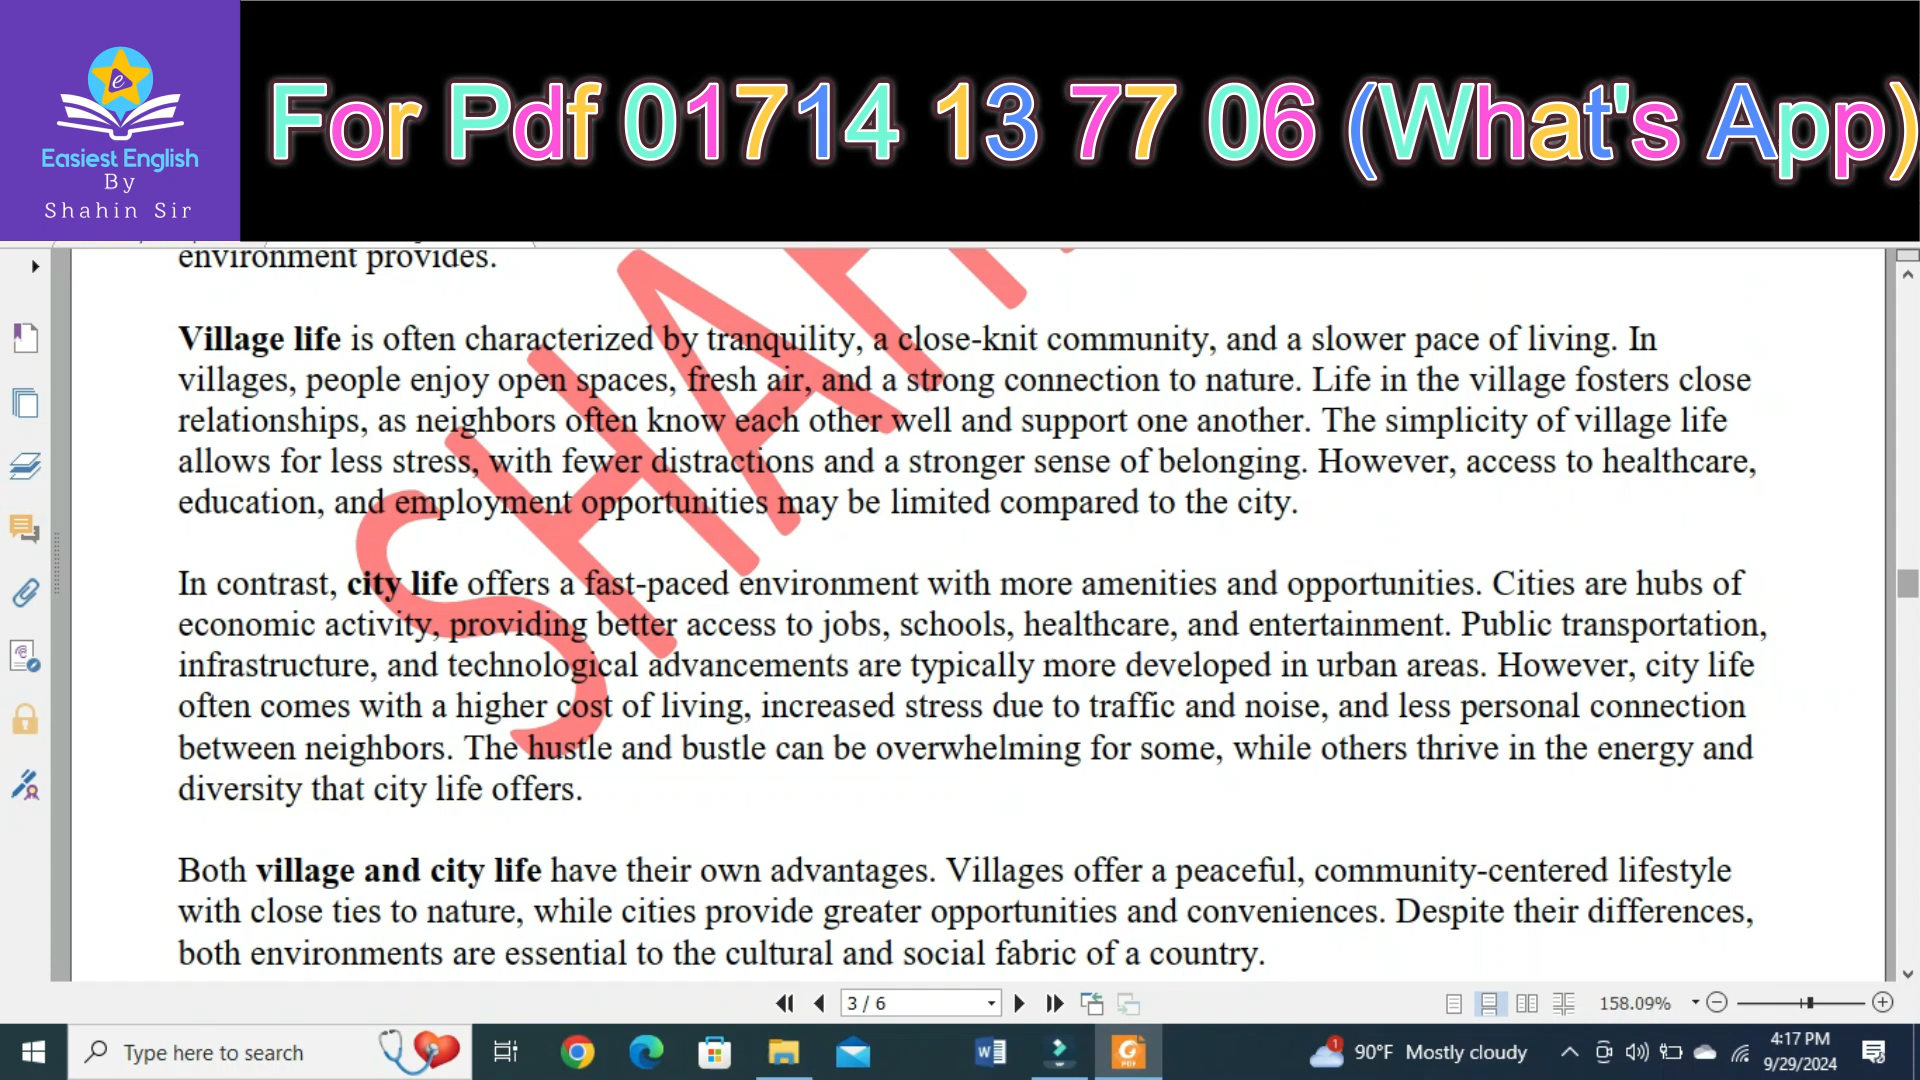 Easiest English
By
Shahin Sir
For Pdf 01714 13 77 06 (What's App)
environment provides.
Village life is often characterized by tranquility, a close-knit community, and a slower pace of living. In
villages, people enjoy open spaces, fresh air, and a strong connection to nature. Life in the village fosters close
relationships, as neighbors often know each other well and support one another. The simplicity of village life
allows for less stress, with fewer distractions and a stronger sense of belonging. However, access to healthcare,
education, and employment opportunities may be limited compared to the city.
In contrast, city life offers a fast-paced environment with more amenities and opportunities. Cities are hubs of
economic activity, providing better access to jobs, schools, healthcare, and entertainment. Public transportation,
infrastructure, and technological advancements are typically more developed in urban areas. However, city life
often comes with a higher cost of living, increased stress due to traffic and noise, and less personal connection
between neighbors. The hustle and bustle can be overwhelming for some, while others thrive in the energy and
diversity that city life offers.
Both village and city life have their own advantages. Villages offer a peaceful, community-centered lifestyle
with close ties to nature, while cities provide greater opportunities and conveniences. Despite their differences,
both environments are essential to the cultural and social fabric of a country.
3 / 6
158.09%
Type here to search
90°F Mostly cloudy
4:17 PM
9/29/2024